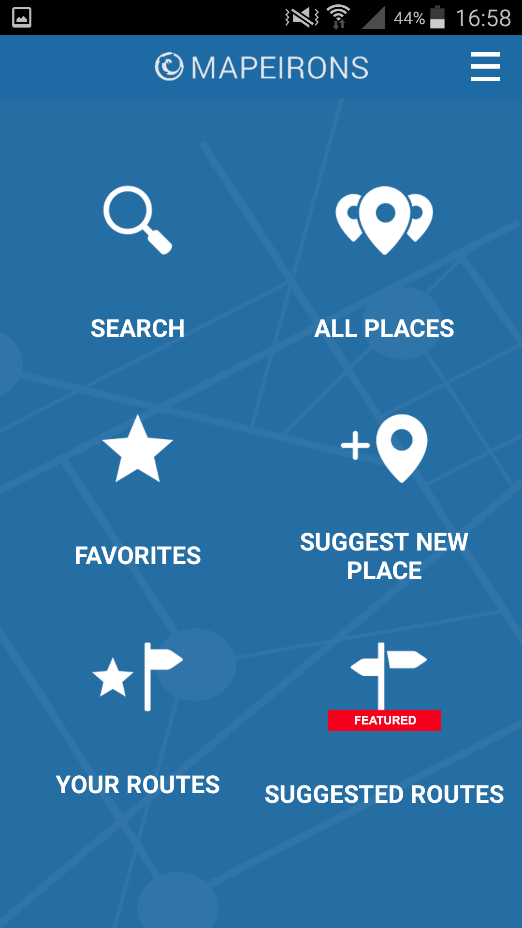 44% 16:58
MAPEIRONS
SEARCH
ALL PLACES
FAVORITES
SUGGEST NEW
PLACE
FEATURED
YOUR ROUTES
SUGGESTED ROUTES